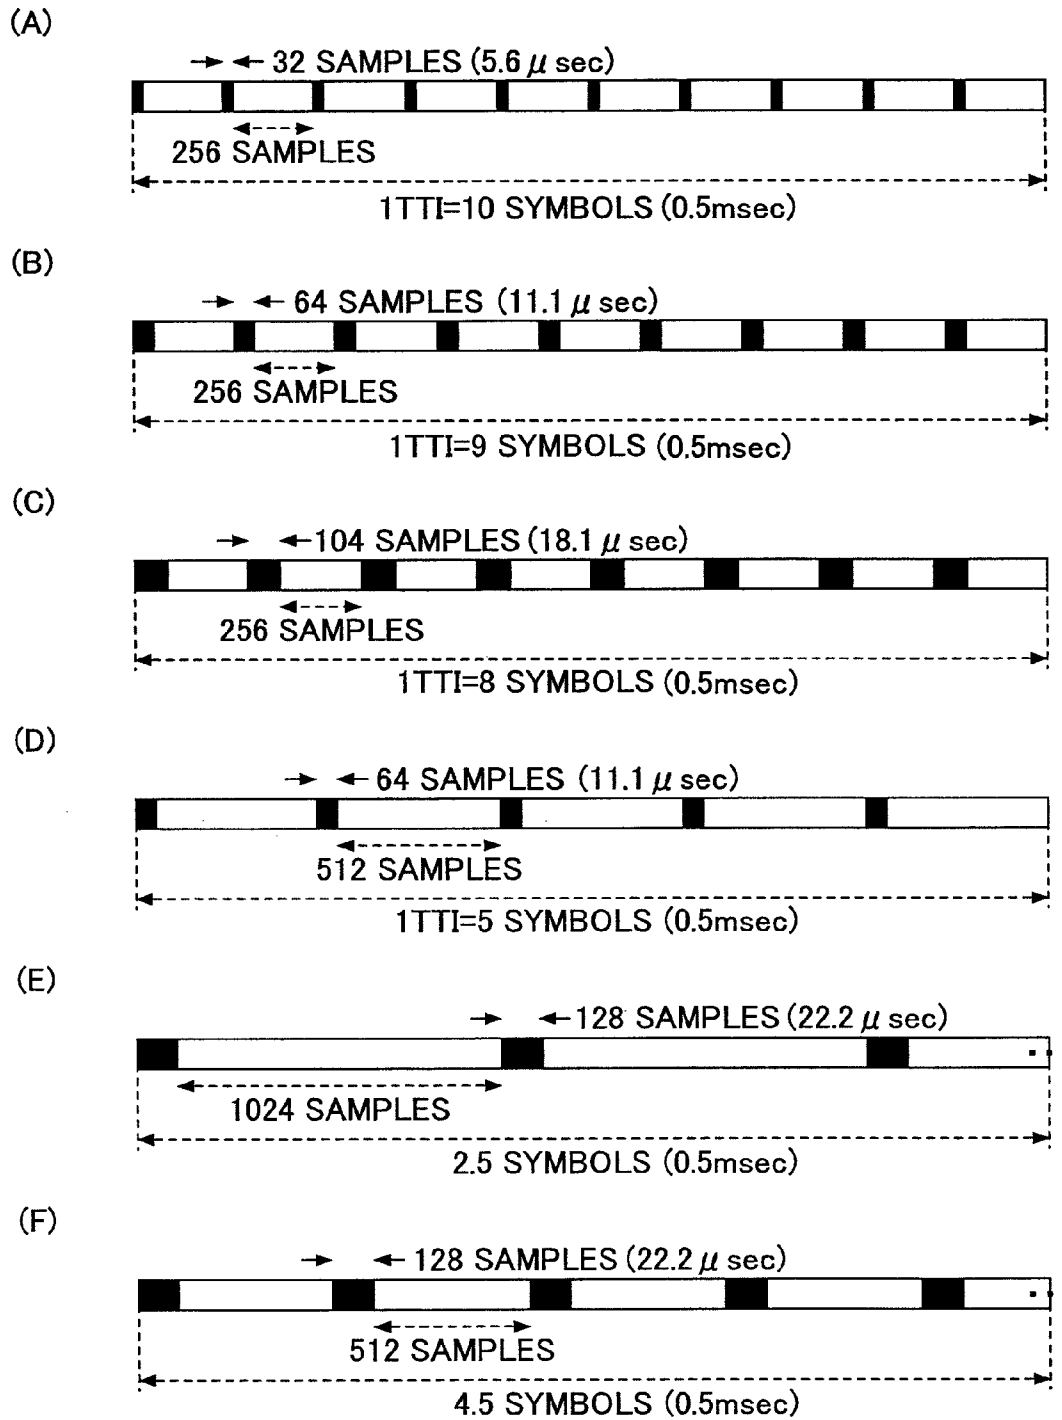 (A)
32 SAMPLES (5.6 μ sec)
256 SAMPLES
1TTI=10 SYMBOLS (0.5msec)
(B)
64 SAMPLES (11.1 μ sec)
256 SAMPLES
1TTI=9 SYMBOLS (0.5msec)
(C)
104 SAMPLES (18.1 μ sec)
256 SAMPLES
1TTI=8 SYMBOLS (0.5msec)
(D)
64 SAMPLES (11.1 μ sec)
512 SAMPLES
1TTI=5 SYMBOLS (0.5msec)
(E)
128 SAMPLES (22.2 μ sec)
1024 SAMPLES
2.5 SYMBOLS (0.5msec)
(F)
128 SAMPLES (22.2 μ sec)
512 SAMPLES
4.5 SYMBOLS (0.5msec)